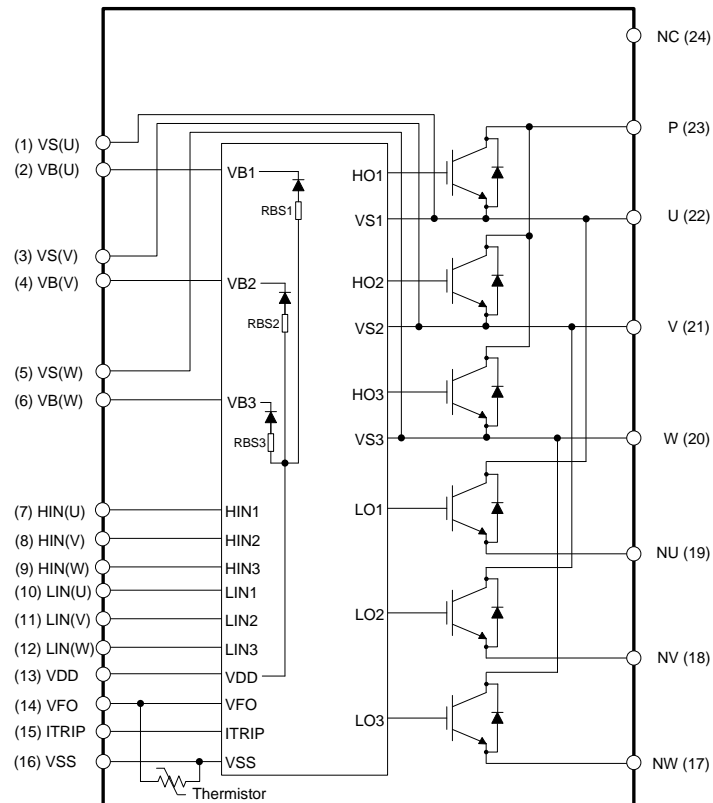 NC (24)
P (23)
(1) VS(U)
(2) VB(U)
VB1
HO1
RBS1
VS1
U (22)
(3) VS(V)
(4) VB(V)
VB2
HO2
RBS2
VS2
V (21)
(5) VS(W)
(6) VB(W)
VB3
HO3
RBS3
VS3
W (20)
(7) HIN(U)
HIN1
LO1
(8) HIN(V)
HIN2
NU (19)
(9) HIN(W)
HIN3
(10) LIN(U)
LIN1
(11) LIN(V)
LIN2
LO2
(12) LIN(W)
LIN3
NV (18)
(13) VDD
VDD
(14) VFO
VFO
LO3
(15) ITRIP
ITRIP
(16) VSS
VSS
NW (17)
Thermistor